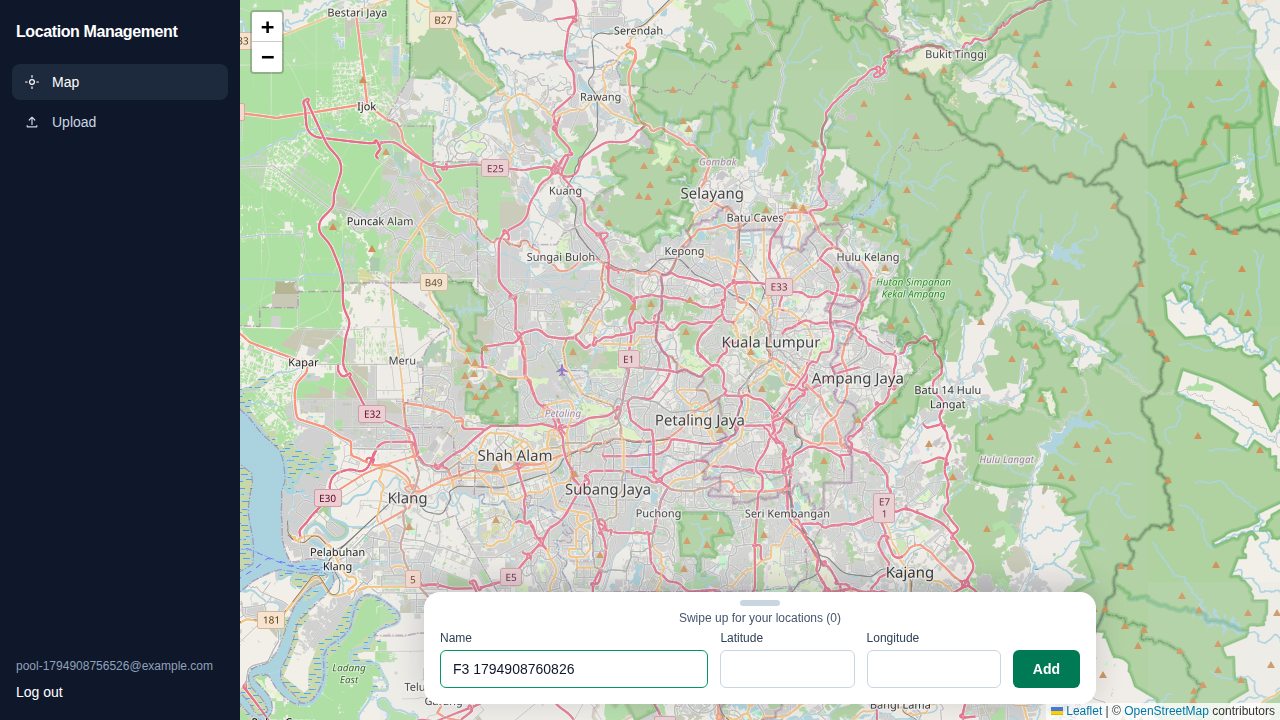 Location Management
Map
Upload
pool-1794908756526@example.com
Log out
+
−
Bestari Jaya
B27
Serendah
Bukit Tinggi
Ijok
Rawang
E25
Gombak
Kuang
Selayang
Puncak Alam
Batu Caves
Sungai Buloh
Kepong
Hulu Kelang
B49
E33
Hutan Simpanan
Kekal Ampang
Kuala Lumpur
Kapar
Meru
E1
Ampang Jaya
Batu 14 Hulu
Langat
E32
Petaling
Petaling Jaya
Shah Alam
Hulu Langat
Klang
Subang Jaya
E30
Puchong
Seri Kembangan
E7
1
Pelabuhan
Klang
5
E5
Kajang
181
Ladang
East
Swipe up for your locations (0)
Name
Latitude
Longitude
F3 1794908760826
Add
Leaflet | © OpenStreetMap contributors